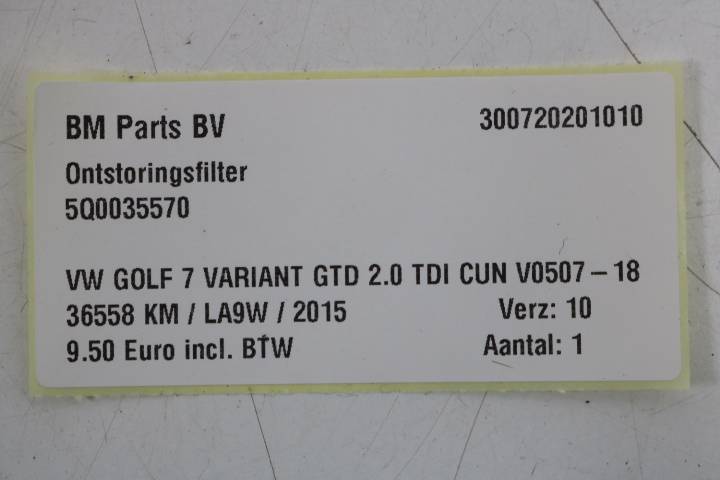 BM Parts BV 300720201010
Ontstoringsfilter
5Q0035570
VW GOLF 7 VARIANT GTD 2.0 TDI CUN V0507 – 18
36558 KM / LA9W / 2015 Verz: 10
9.50 Euro incl. BTW Aantal: 1